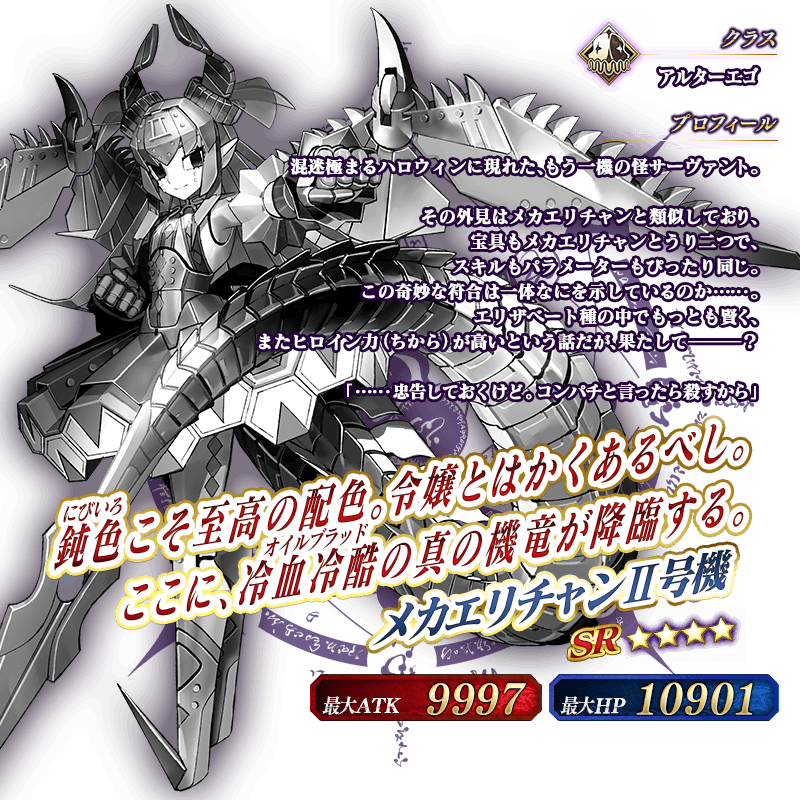 クラス
アルターエゴ
プロフィール
混迷極まるハロウィンに現れた、もう一機の怪サーヴァント。
その外見はメカエリチャンと類似しており、
宝具もメカエリチャンとうり二つで、
スキルもパラメーターもぴったり同じ。
この奇妙な符合は一体なにを示しているのか……。
エリザベート種の中でもっとも賢く、
またヒロイン力（ちから）が高いという話だが、果たして———？
「……忠告しておくけど。コンパチと言ったら殺すから」
にびいろ
鈍色こそ至高の配色。令嬢とはかくあるべし。
オイルブラッド
ここに、冷血冷酷の真の機竜が降臨する。
メカエリチャンⅡ号機
SR ★★★★
最大ATK 9997
最大HP 10901